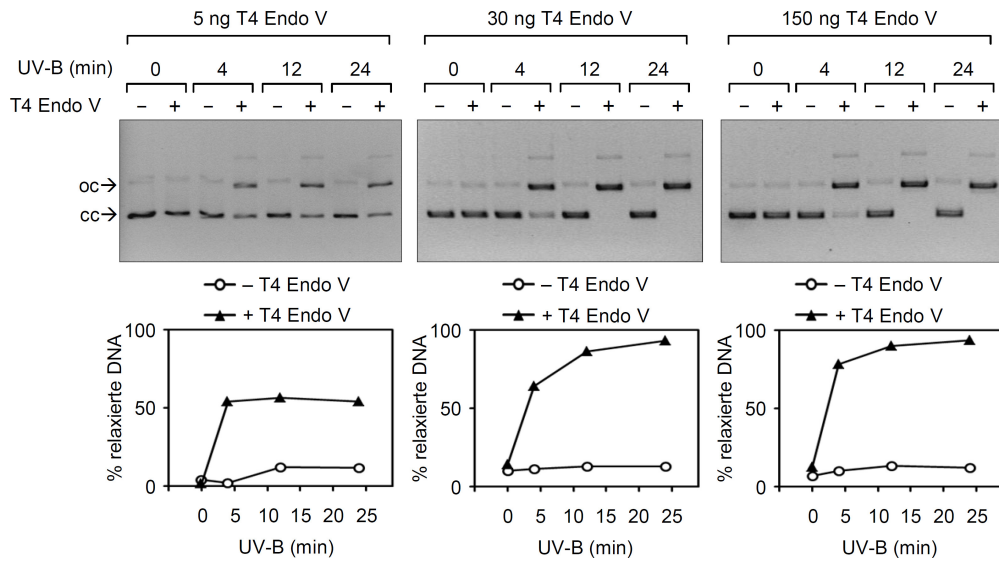 5 ng T4 Endo V 30 ng T4 Endo V 150 ng T4 Endo V
UV-B (min) 0 4 12 24 0 4 12 24 0 4 12 24
T4 Endo V – + – + – + – + – + – + – + – + – + – + – + – +
oc→
cc→
– T4 Endo V – T4 Endo V – T4 Endo V
+ T4 Endo V + T4 Endo V + T4 Endo V
% relaxierte DNA
100
50
0
0 5 10 15 20 25
UV-B (min)
% relaxierte DNA
100
50
0
0 5 10 15 20 25
UV-B (min)
% relaxierte DNA
100
50
0
0 5 10 15 20 25
UV-B (min)